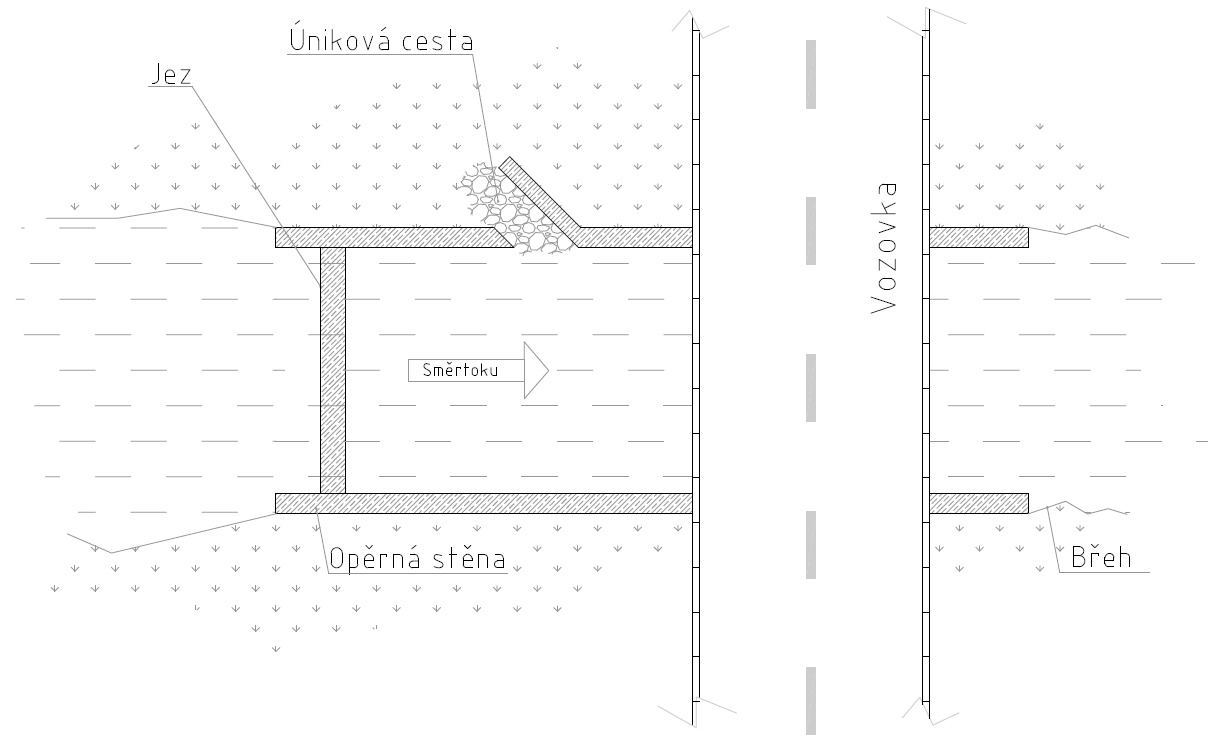 Úniková cesta
Jez
Vozovka
Směrtoku
Opěrná stěna
Břeh